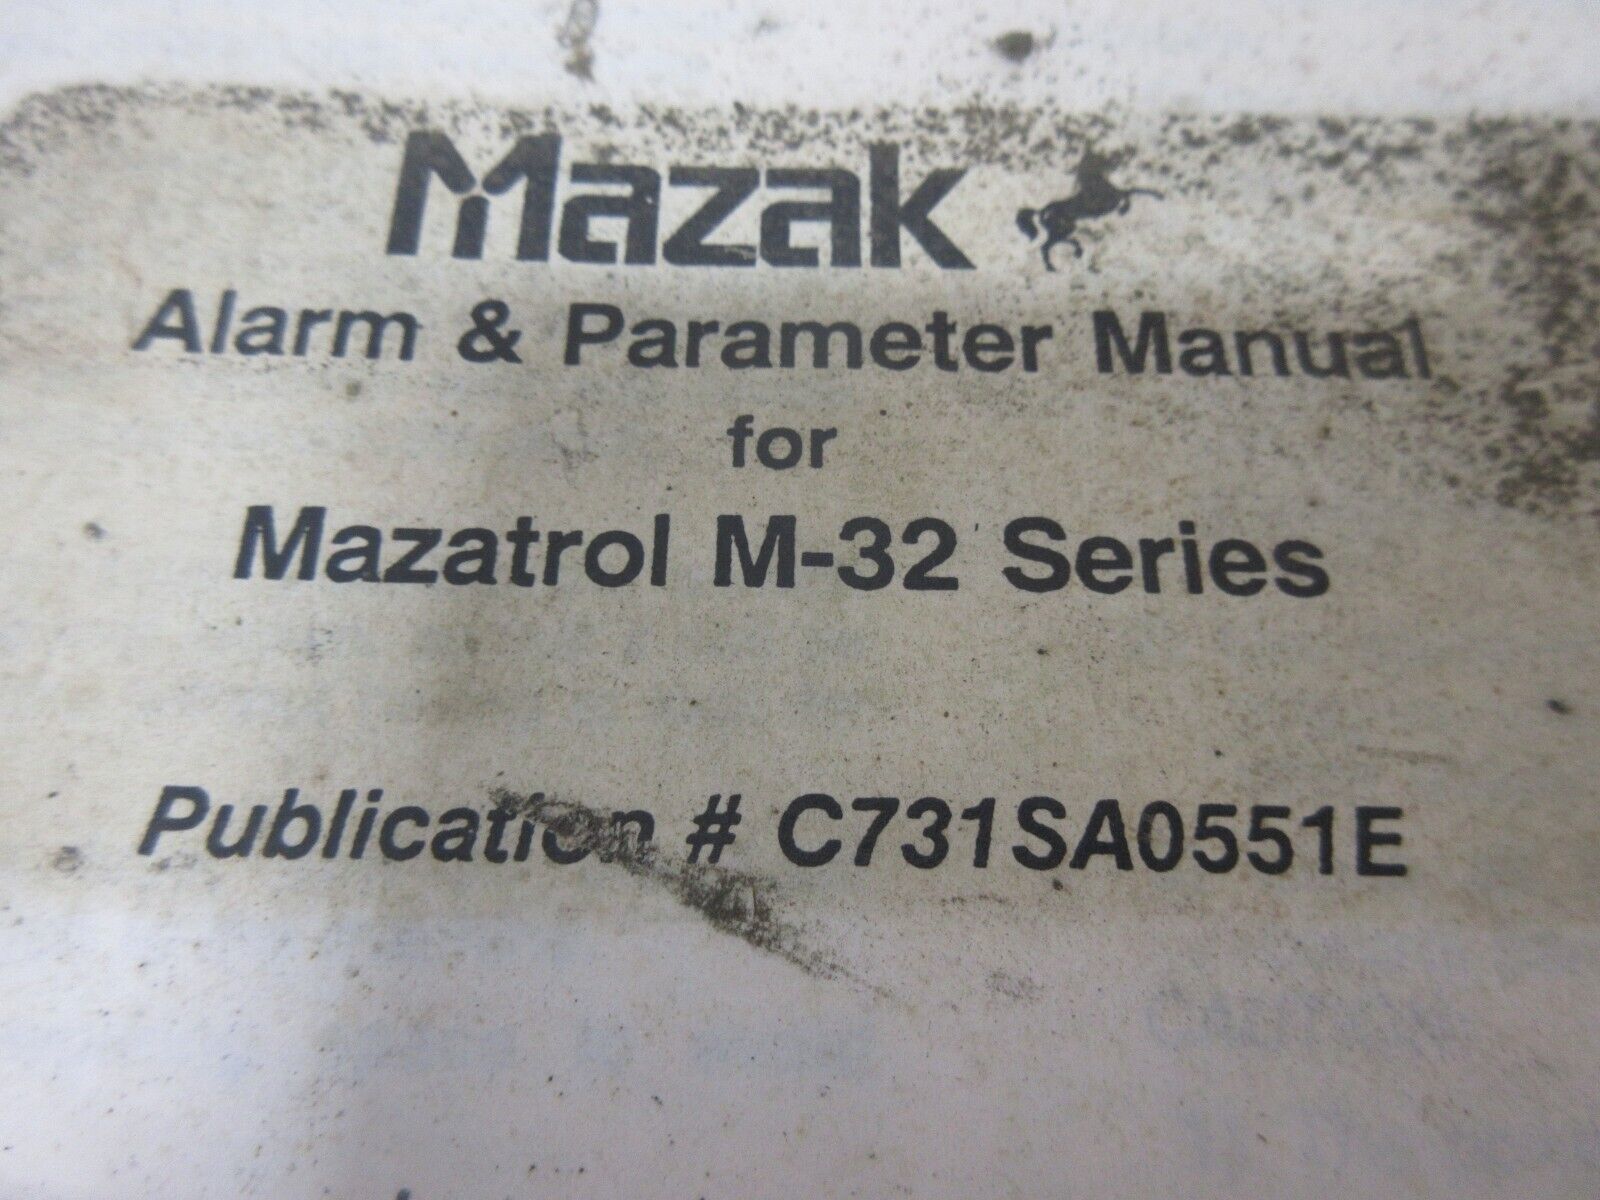 Mazak
Alarm & Parameter Manual
for
Mazatrol M-32 Series
Publication # C731SA0551E